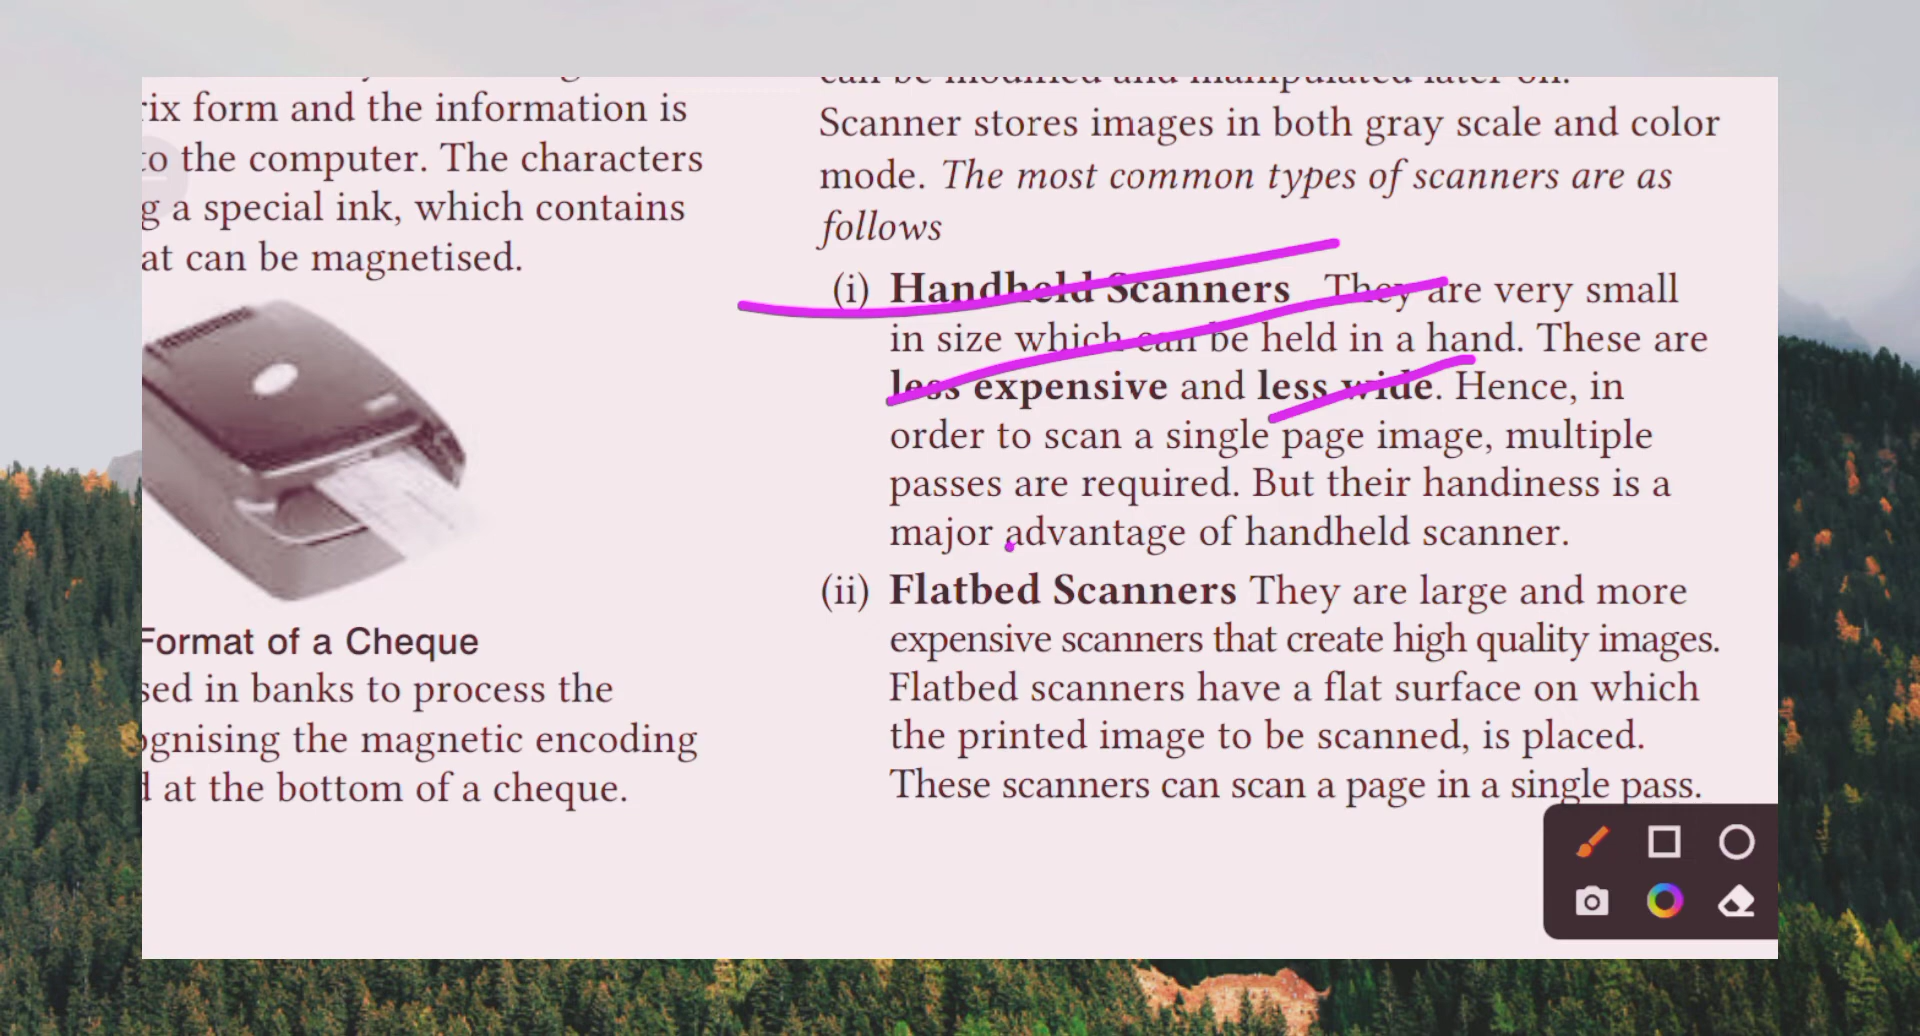 rix form and the information is
to the computer. The characters
g a special ink, which contains
at can be magnetised.
Format of a Cheque
sed in banks to process the
ognising the magnetic encoding
d at the bottom of a cheque.
can be modified and manipulated later on.
Scanner stores images in both gray scale and color
mode. The most common types of scanners are as
follows
(i) Handheld Scanners They are very small
in size which can be held in a hand. These are
less expensive and less wide. Hence, in
order to scan a single page image, multiple
passes are required. But their handiness is a
major advantage of handheld scanner.
(ii) Flatbed Scanners They are large and more
expensive scanners that create high quality images.
Flatbed scanners have a flat surface on which
the printed image to be scanned, is placed.
These scanners can scan a page in a single pass.